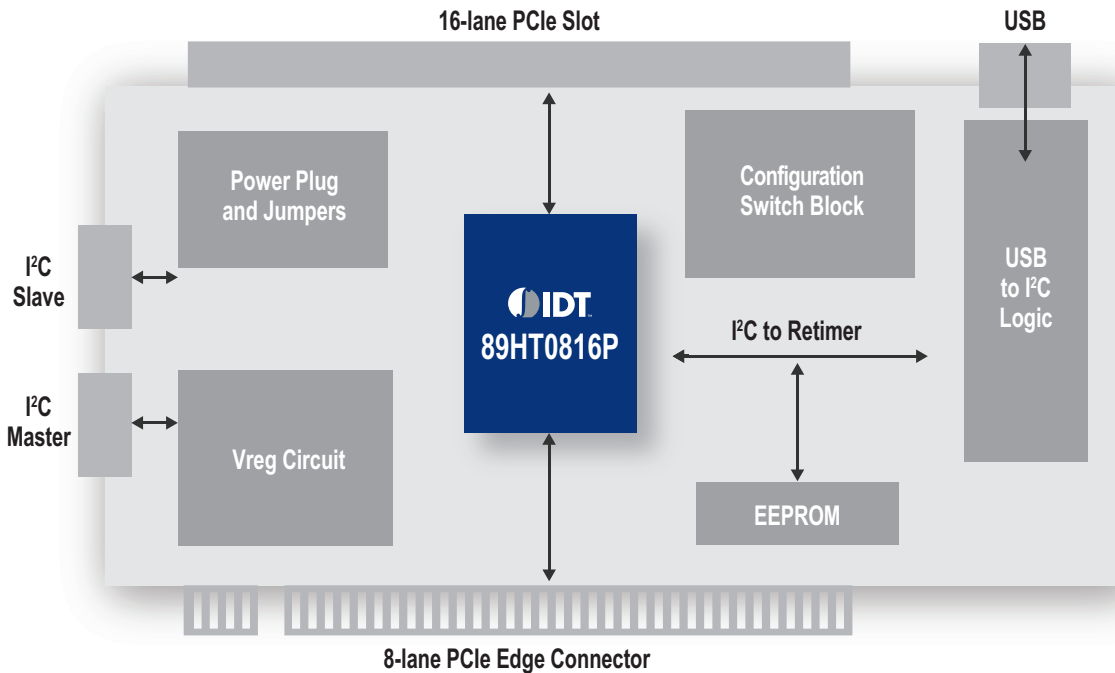 16-lane PCIe Slot
USB
Power Plug
and Jumpers
Configuration
Switch Block
I²C
Slave
USB
to I²C
Logic
IDT™
89HT0816P
I²C to Retimer
I²C
Master
Vreg Circuit
EEPROM
8-lane PCIe Edge Connector